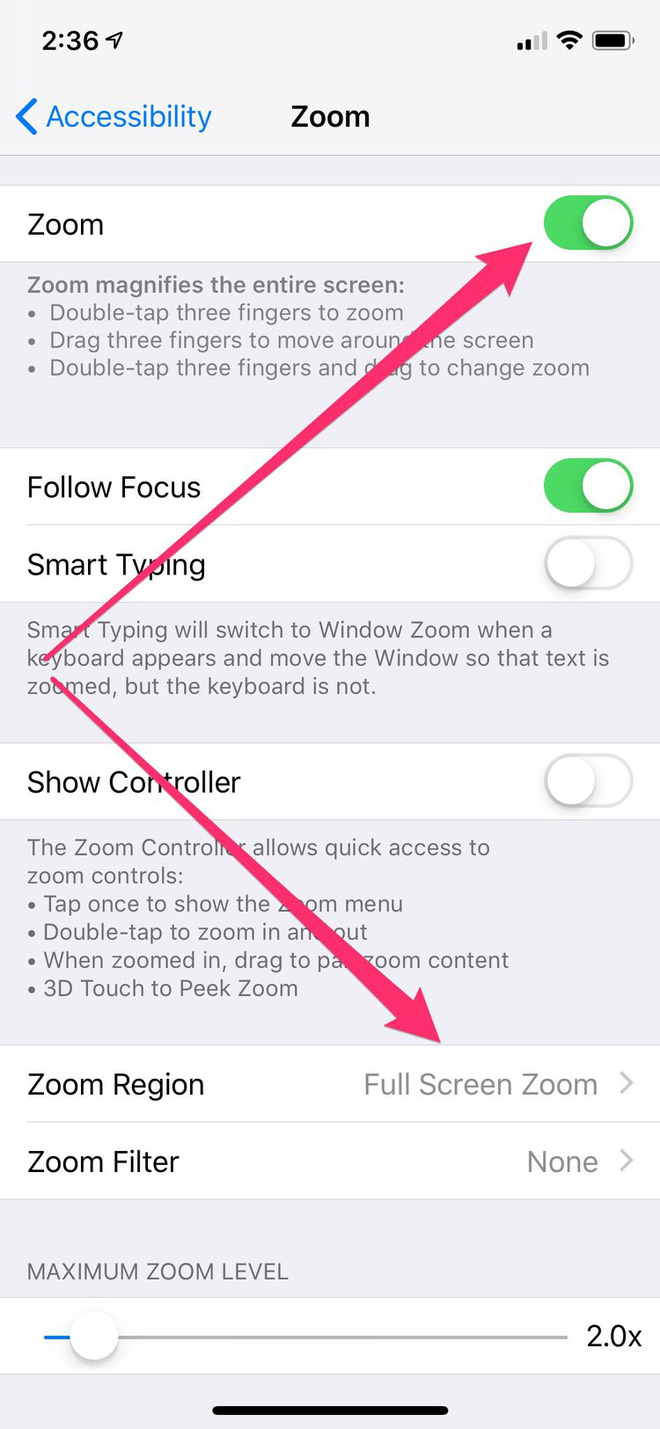 2:36
Accessibility
Zoom
Zoom
Zoom magnifies the entire screen:
• Double-tap three fingers to zoom
• Drag three fingers to move around the screen
• Double-tap three fingers and drag to change zoom
Follow Focus
Smart Typing
Smart Typing will switch to Window Zoom when a
keyboard appears and move the Window so that text is
zoomed, but the keyboard is not.
Show Controller
The Zoom Controller allows quick access to
zoom controls:
• Tap once to show the Zoom menu
• Double-tap to zoom in and out
• When zoomed in, drag to pan zoom content
• 3D Touch to Peek Zoom
Zoom Region Full Screen Zoom
Zoom Filter None
MAXIMUM ZOOM LEVEL
2.0x